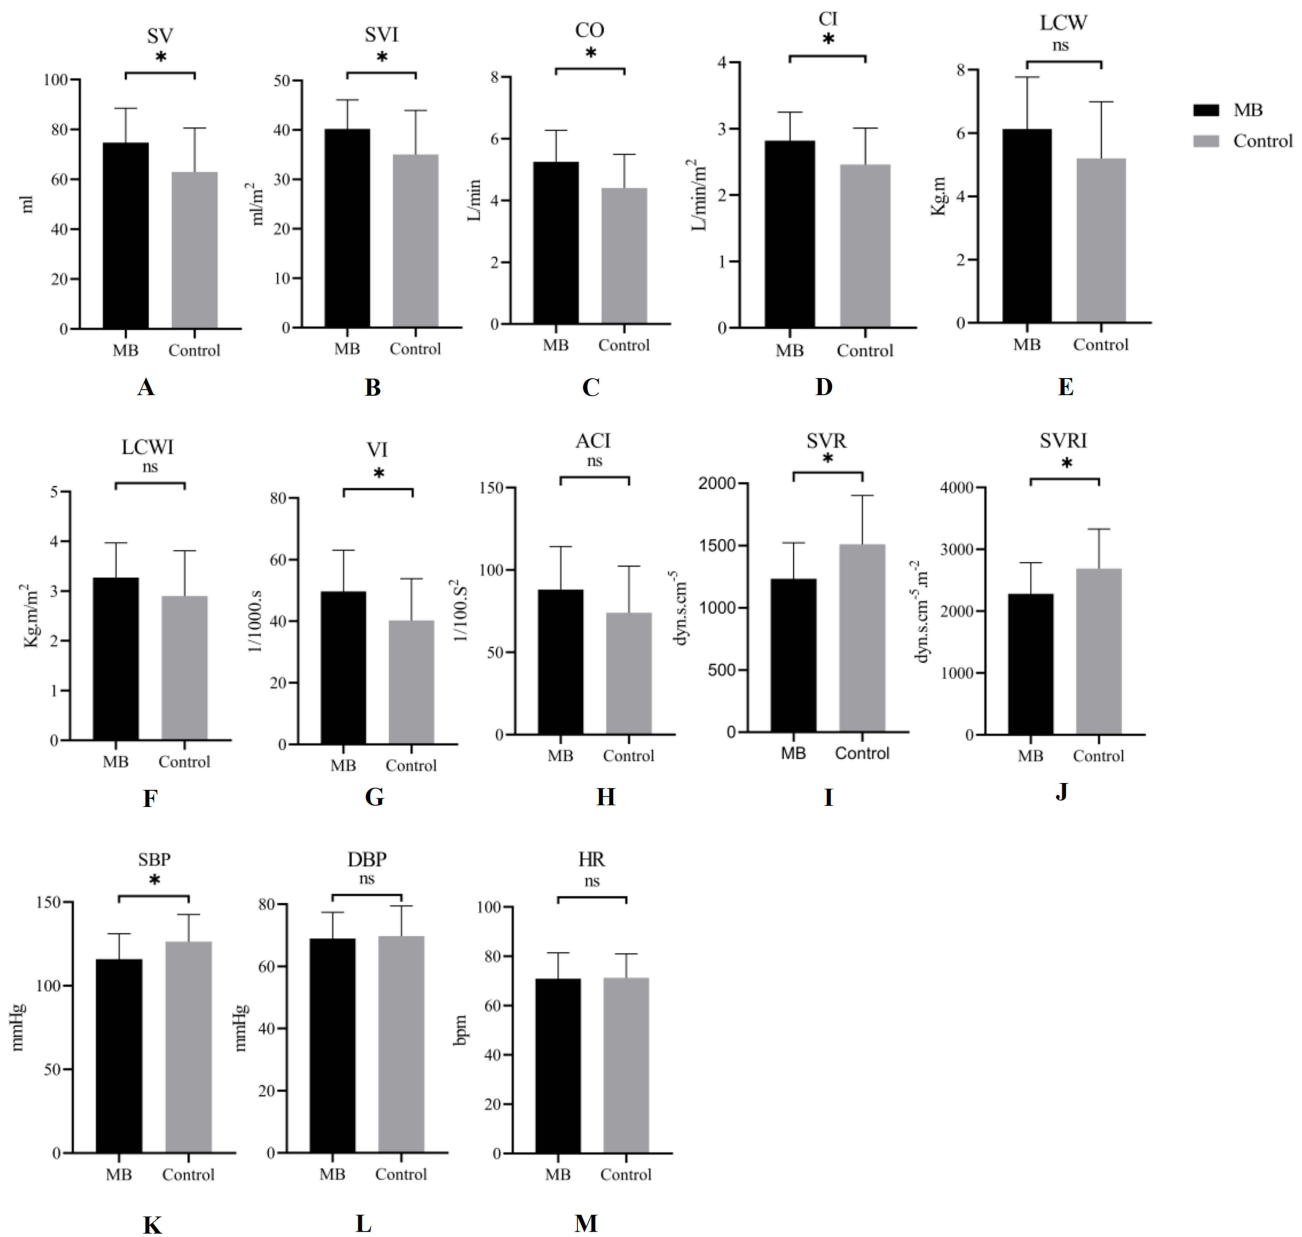 SV
*
ml
100
80
60
40
20
0
MB Control
A
SVI
*
ml/m²
50
40
30
20
10
0
MB Control
B
CO
*
L/min
8
6
4
2
0
MB Control
C
CI
*
L/min/m²
4
3
2
1
0
MB Control
D
LCW
ns
Kg.m
8
6
4
2
0
MB Control
E
MB
Control
LCWI
ns
Kg.m/m²
5
4
3
2
1
0
MB Control
F
VI
*
1/1000.s
80
60
40
20
0
MB Control
G
ACI
ns
1/100.S²
150
100
50
0
MB Control
H
SVR
*
dyn.s.cm⁻⁵
2000
1500
1000
500
0
MB Control
I
SVRI
*
dyn.s.cm⁻⁵.m⁻²
4000
3000
2000
1000
0
MB Control
J
SBP
*
mmHg
150
100
50
0
MB Control
K
DBP
ns
mmHg
80
60
40
20
0
MB Control
L
HR
ns
bpm
100
80
60
40
20
0
MB Control
M